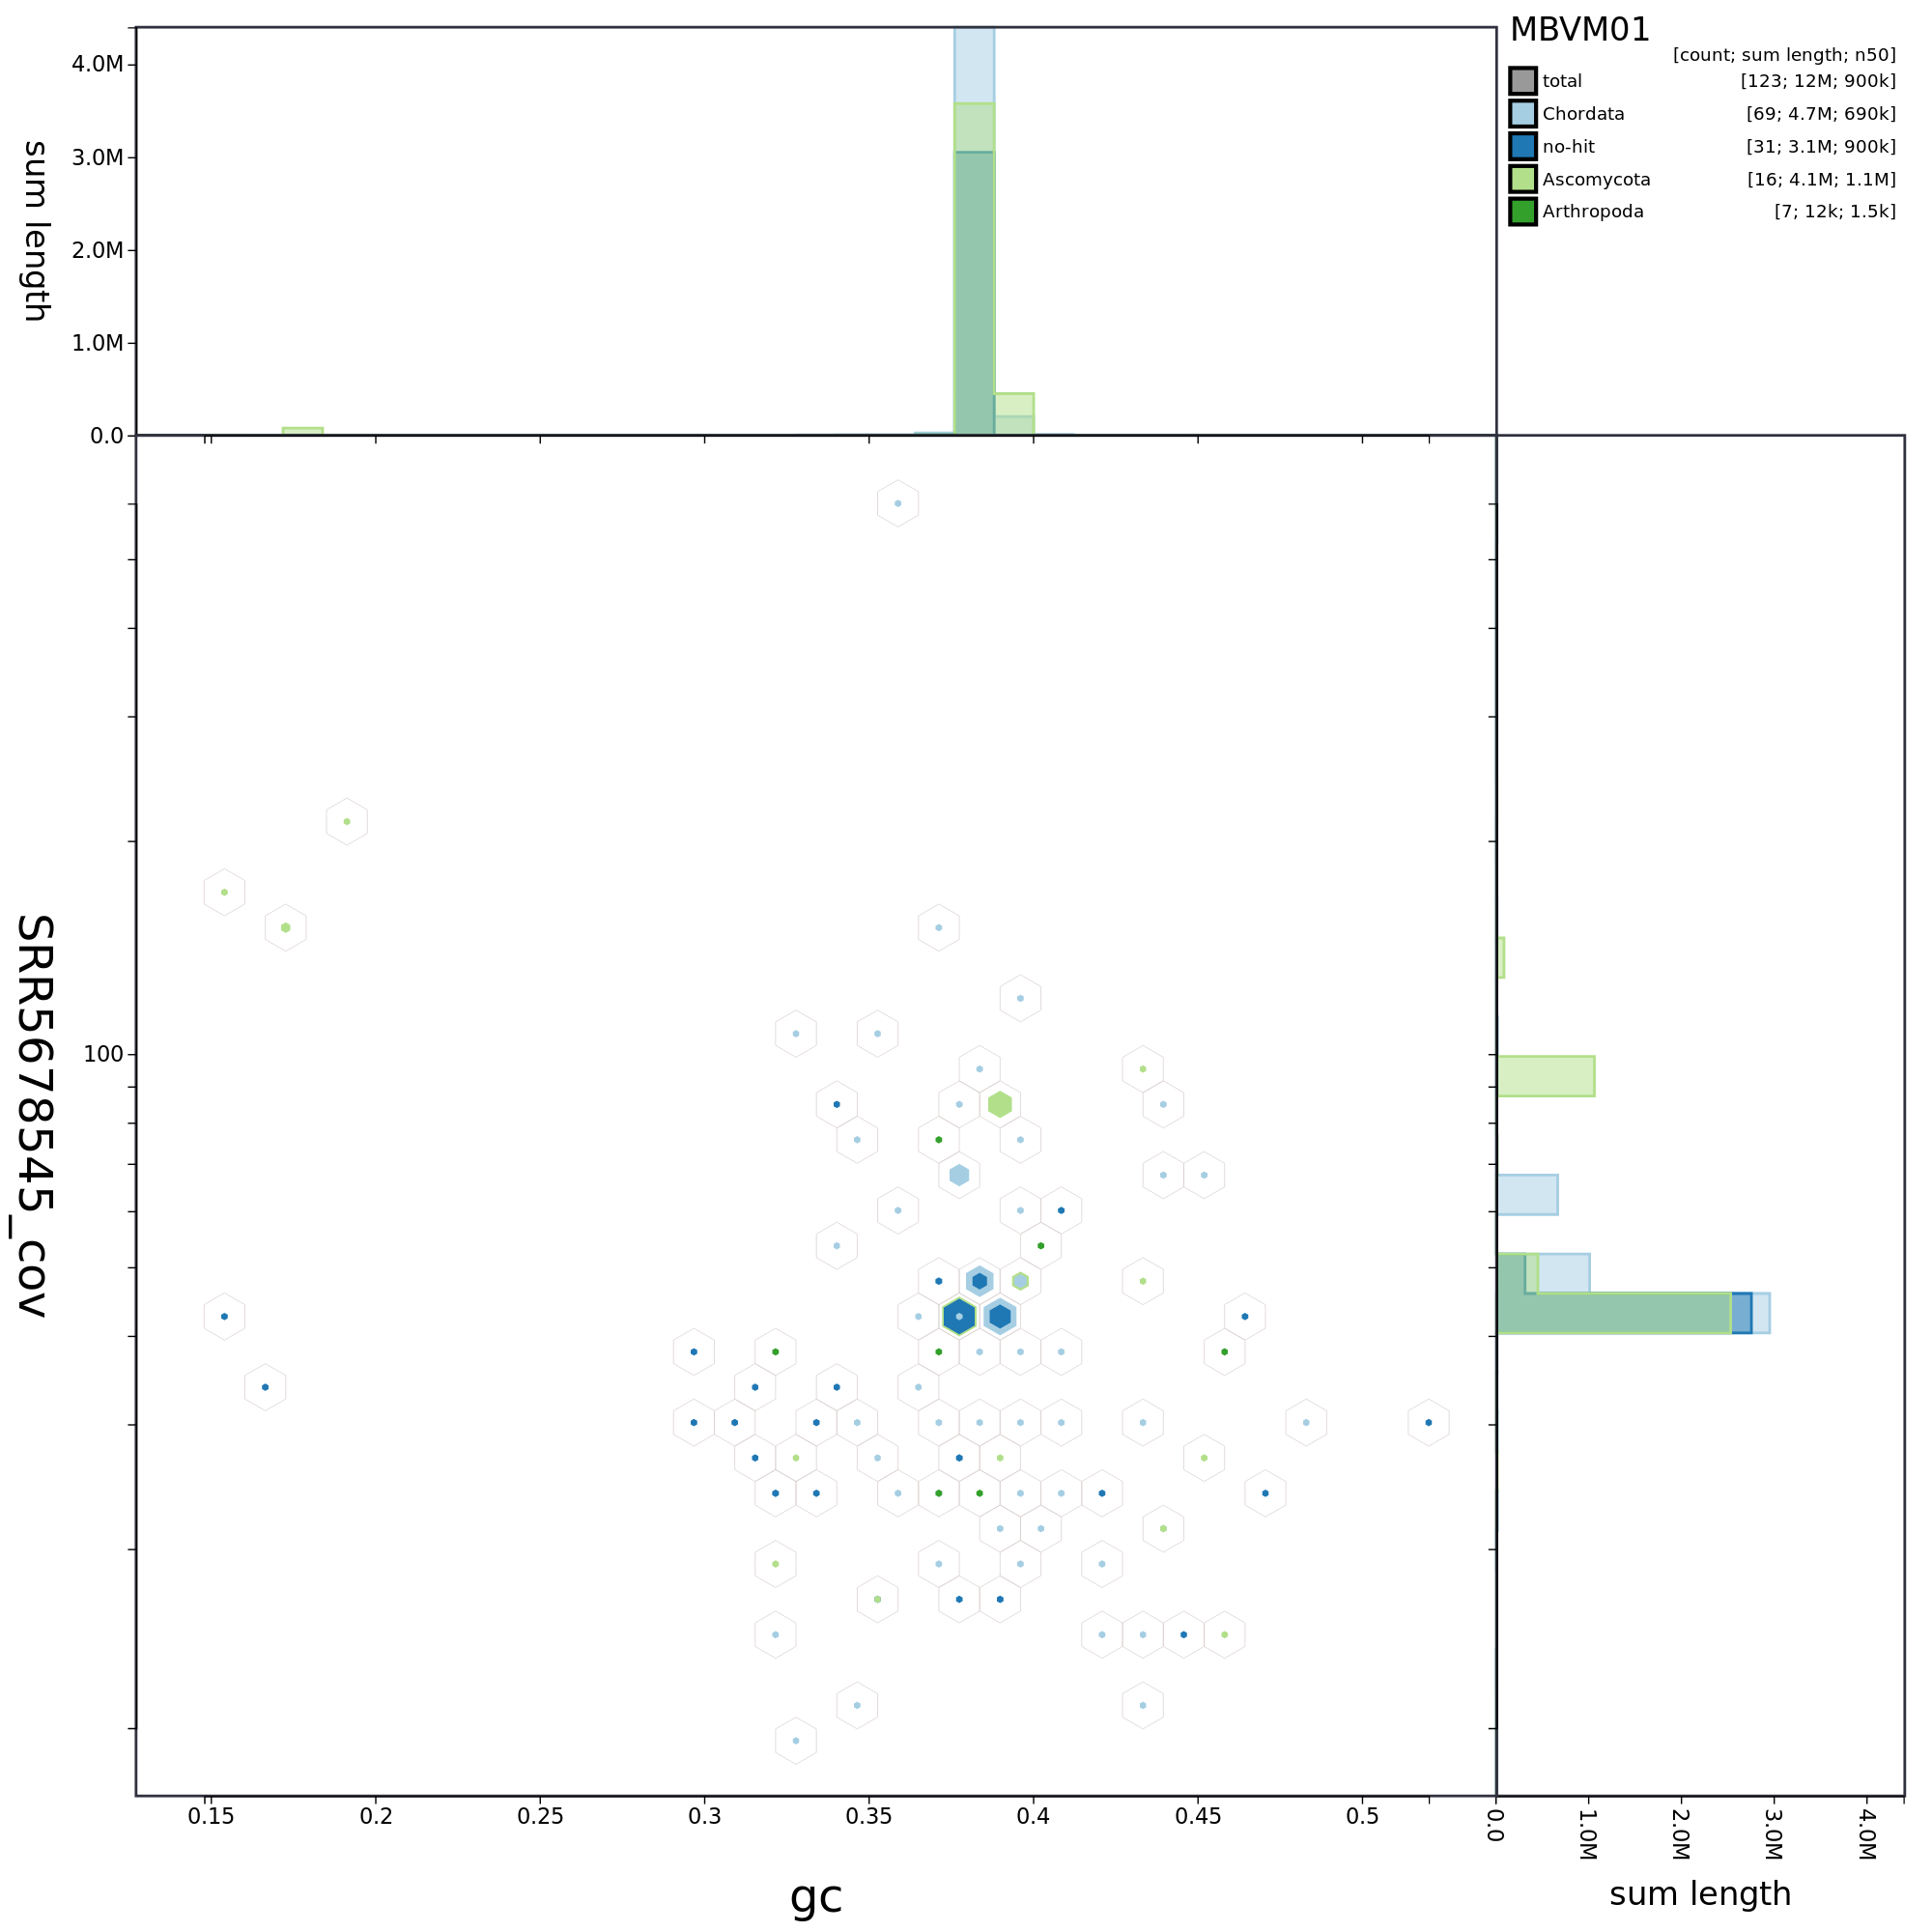 MBVM01
[count; sum length; n50]
total [123; 12M; 900k]
Chordata [69; 4.7M; 690k]
no-hit [31; 3.1M; 900k]
Ascomycota [16; 4.1M; 1.1M]
Arthropoda [7; 12k; 1.5k]
sum length
4.0M
3.0M
2.0M
1.0M
0.0
SRR5678545_cov
100
0.15 0.2 0.25 0.3 0.35 0.4 0.45 0.5
gc
0.0 1.0M 2.0M 3.0M 4.0M
sum length